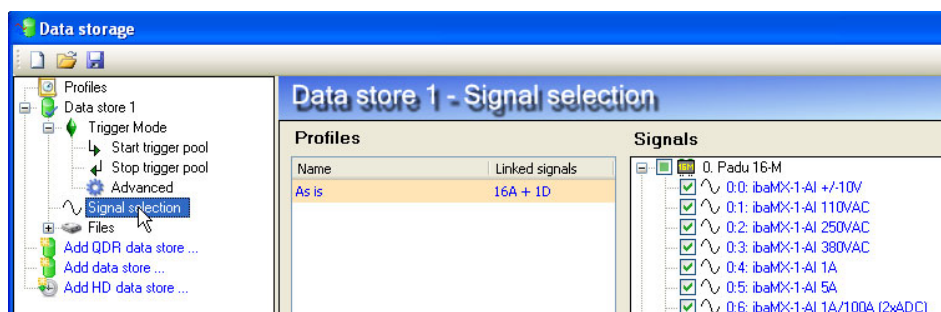 Data storage
Profiles
Data store 1
Trigger Mode
Start trigger pool
Stop trigger pool
Advanced
Signal selection
Files
Add QDR data store ...
Add data store ...
Add HD data store ...
Data store 1 - Signal selection
Profiles
Name Linked signals
As is 16A + 1D
Signals
16M 0. Padu 16-M
0:0: ibaMX-1-AI +/-10V
0:1: ibaMX-1-AI 110VAC
0:2: ibaMX-1-AI 250VAC
0:3: ibaMX-1-AI 380VAC
0:4: ibaMX-1-AI 1A
0:5: ibaMX-1-AI 5A
0:6: ibaMX-1-AI 1A/100A (2xADC)